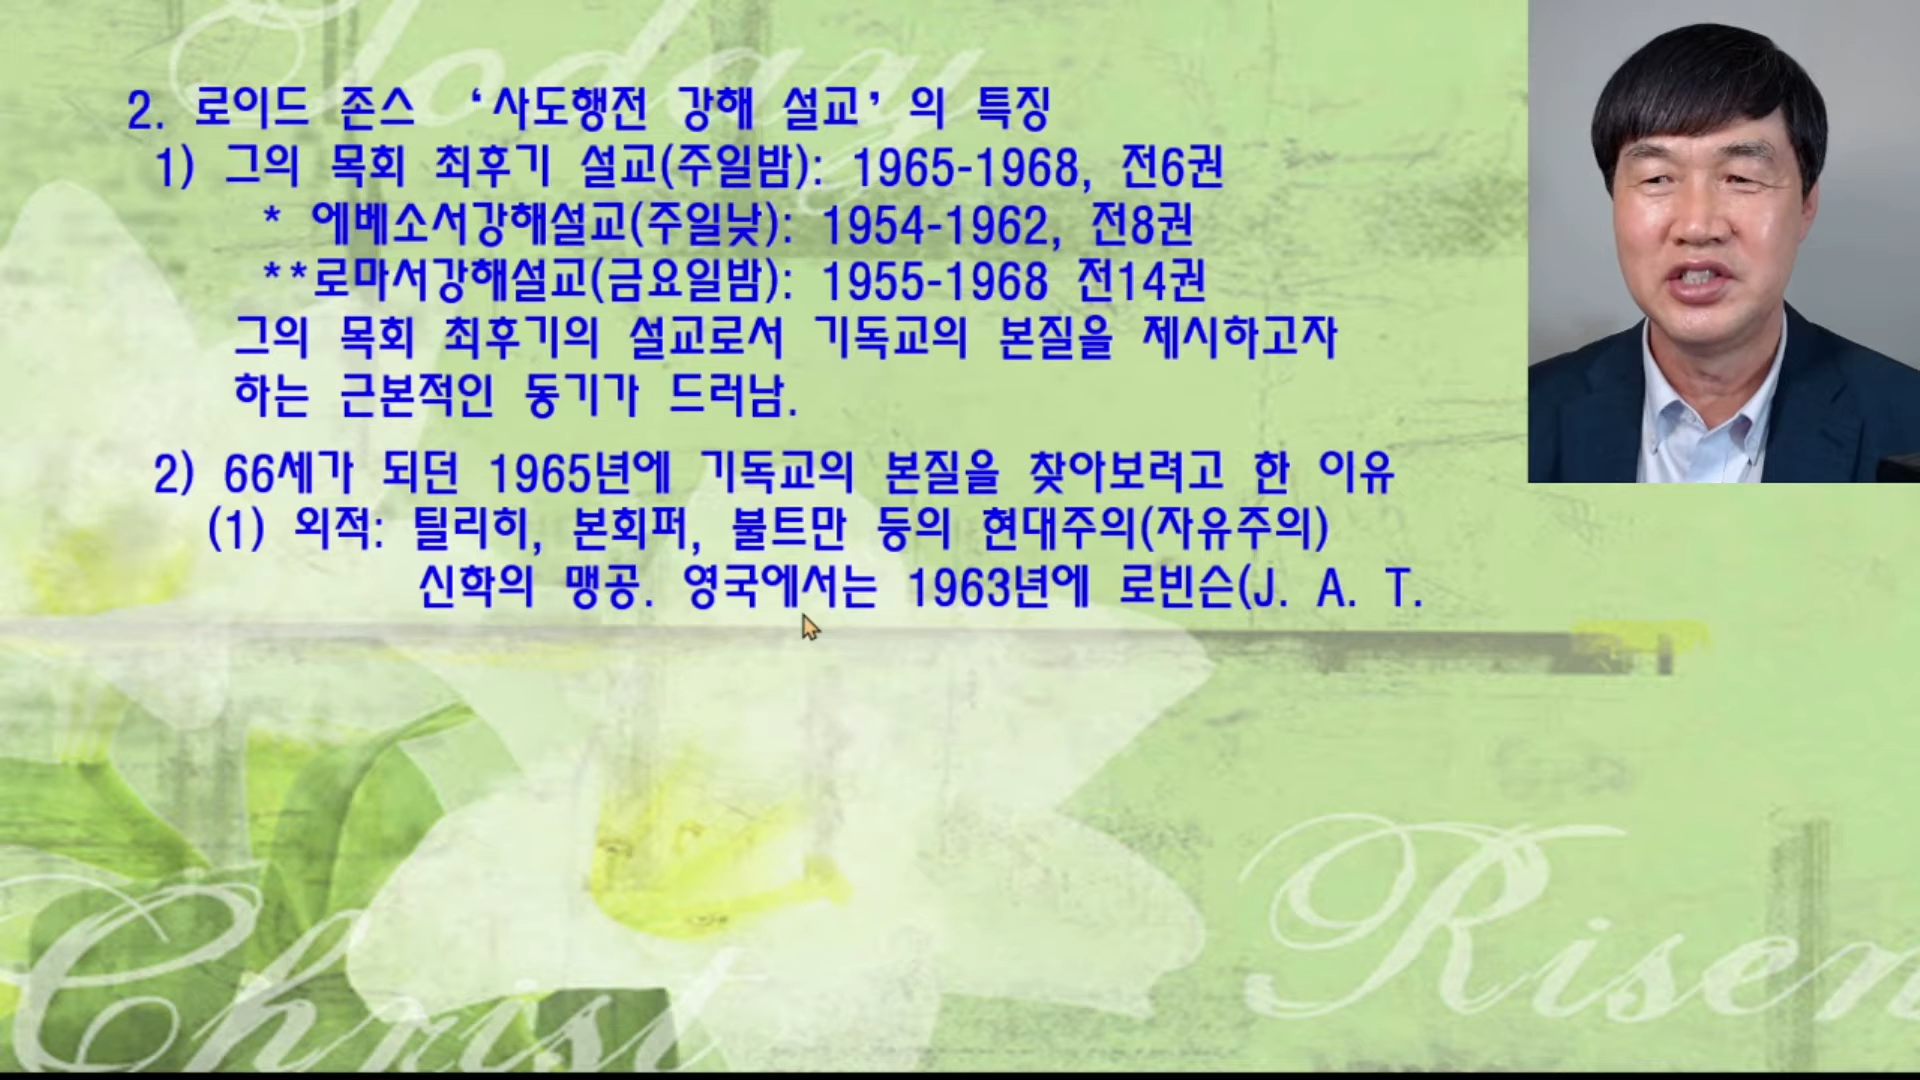 Today
2. 로이드 존스 ‘사도행전 강해 설교’의 특징
1) 그의 목회 최후기 설교(주일밤): 1965-1968, 전6권
* 에베소서강해설교(주일낮): 1954-1962, 전8권
**로마서강해설교(금요일밤): 1955-1968 전14권
그의 목회 최후기의 설교로서 기독교의 본질을 제시하고자
하는 근본적인 동기가 드러남.
2) 66세가 되던 1965년에 기독교의 본질을 찾아보려고 한 이유
(1) 외적: 틸리히, 본회퍼, 불트만 등의 현대주의(자유주의)
신학의 맹공. 영국에서는 1963년에 로빈슨(J. A. T.
Christ
Risen